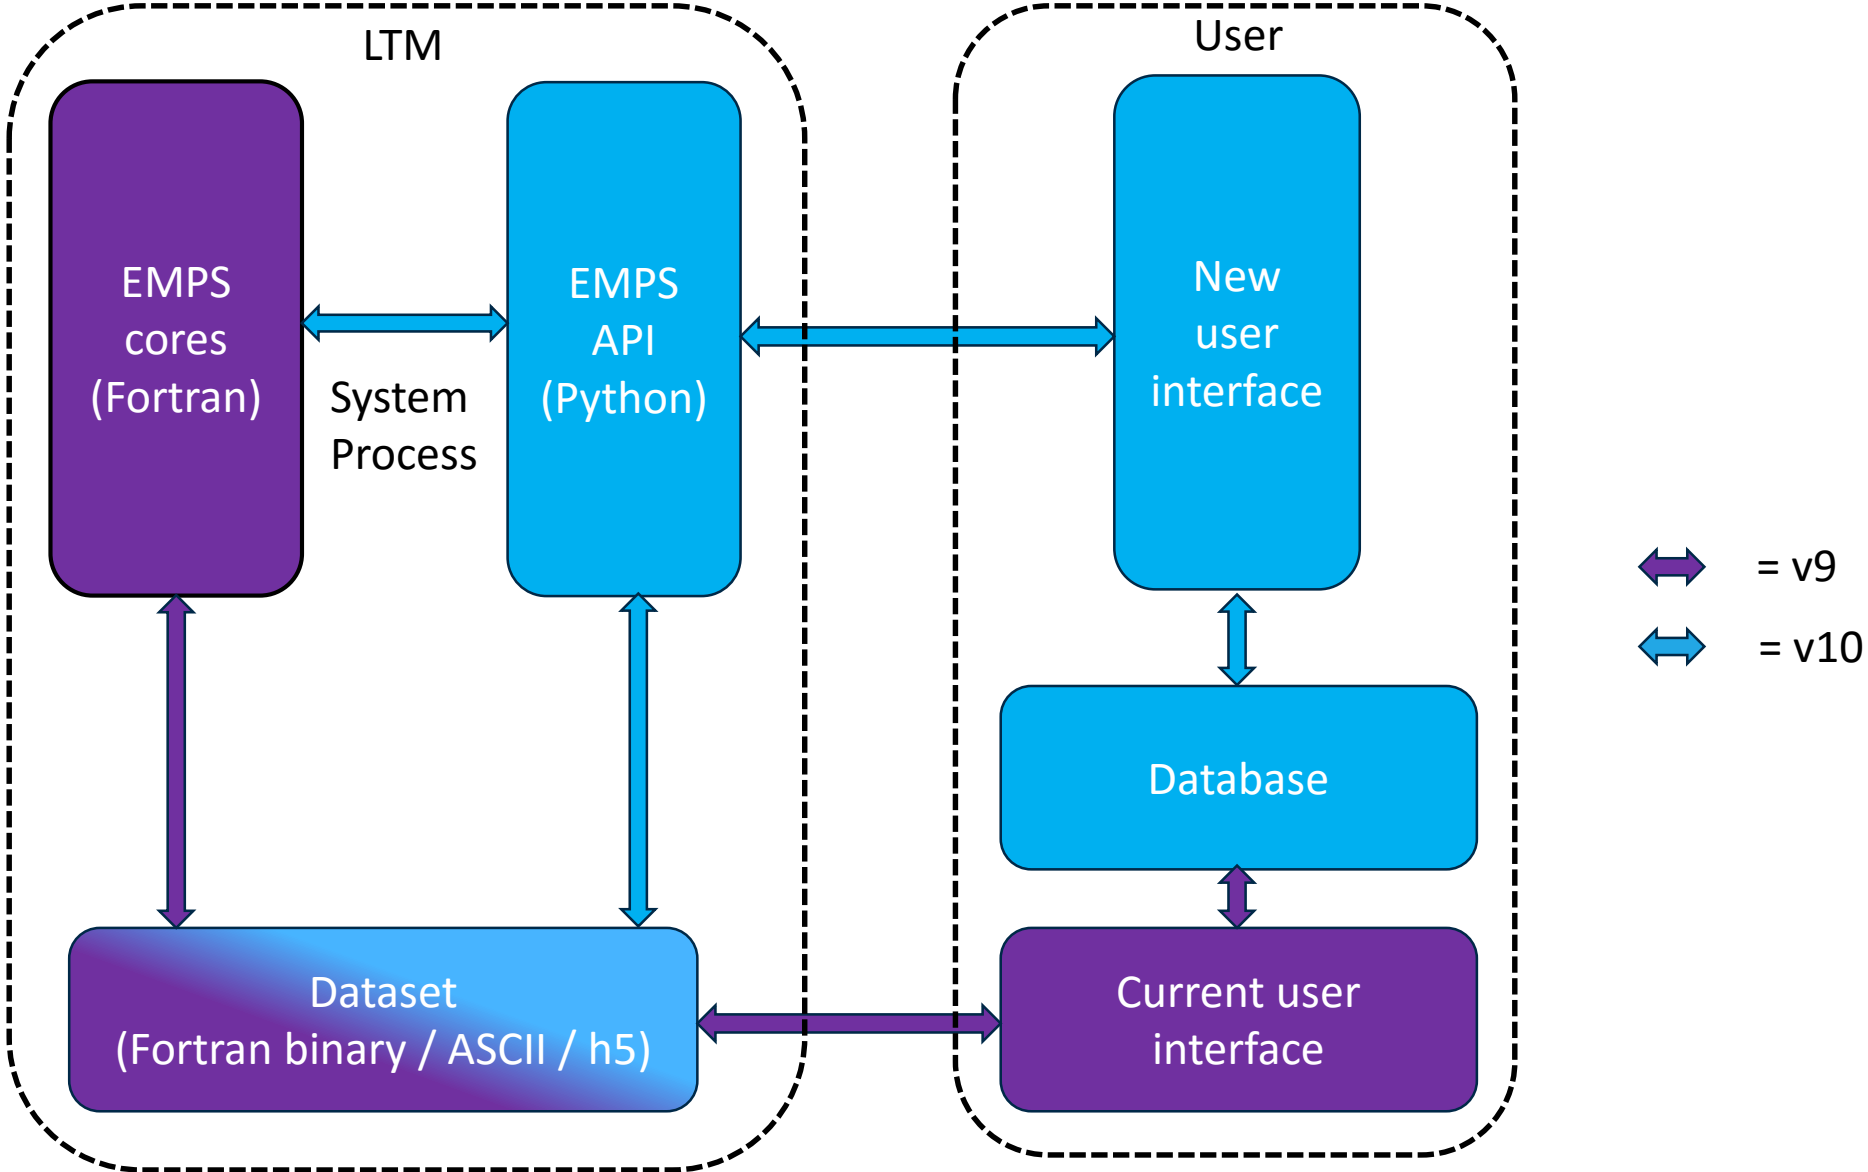 LTM
User
EMPS
cores
(Fortran)
System
Process
EMPS
API
(Python)
New
user
interface
= v9
= v10
Database
Dataset
(Fortran binary / ASCII / h5)
Current user
interface